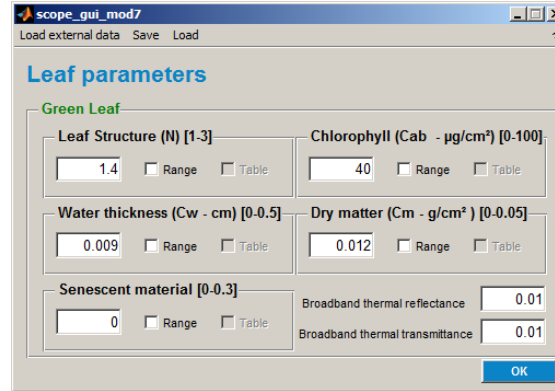 scope_gui_mod7
Load external data Save Load
Leaf parameters
Green Leaf
Leaf Structure (N) [1-3]
1.4 Range Table
Chlorophyll (Cab - µg/cm²) [0-100]
40 Range Table
Water thickness (Cw - cm) [0-0.5]
0.009 Range Table
Dry matter (Cm - g/cm² ) [0-0.05]
0.012 Range Table
Senescent material [0-0.3]
0 Range Table
Broadband thermal reflectance 0.01
Broadband thermal transmittance 0.01
OK